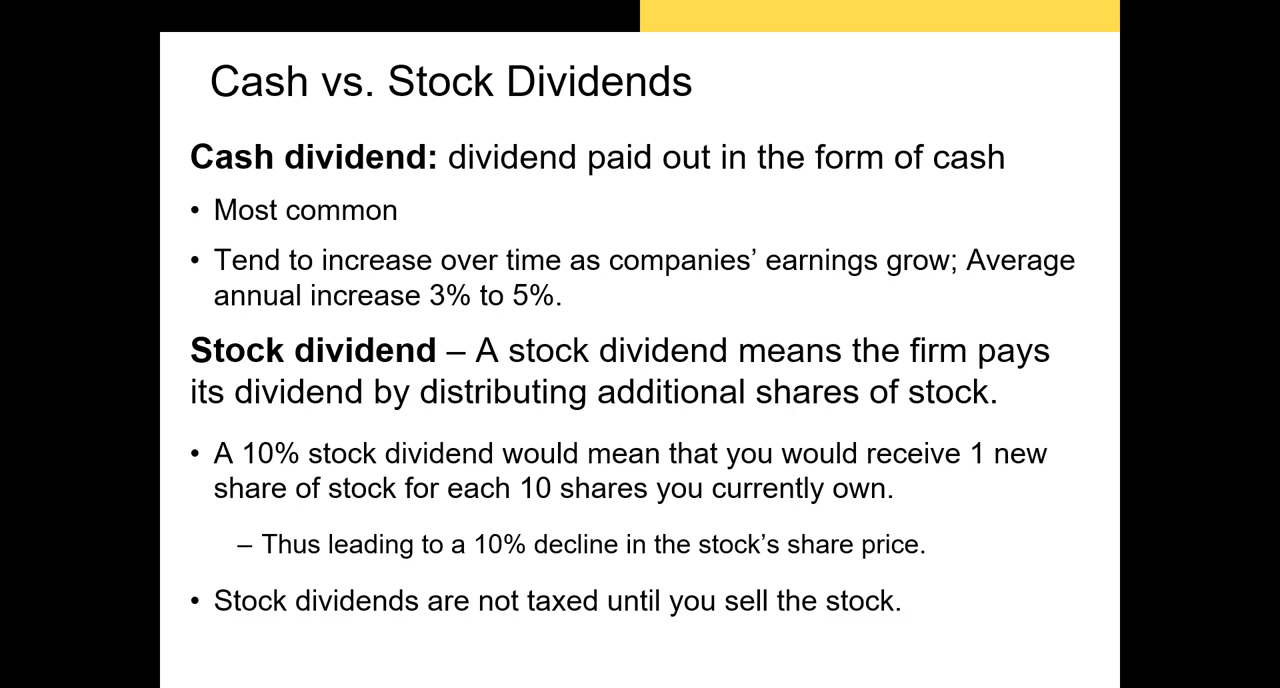 Cash vs. Stock Dividends
Cash dividend: dividend paid out in the form of cash
• Most common
• Tend to increase over time as companies’ earnings grow; Average
annual increase 3% to 5%.
Stock dividend – A stock dividend means the firm pays
its dividend by distributing additional shares of stock.
• A 10% stock dividend would mean that you would receive 1 new
share of stock for each 10 shares you currently own.
– Thus leading to a 10% decline in the stock’s share price.
• Stock dividends are not taxed until you sell the stock.